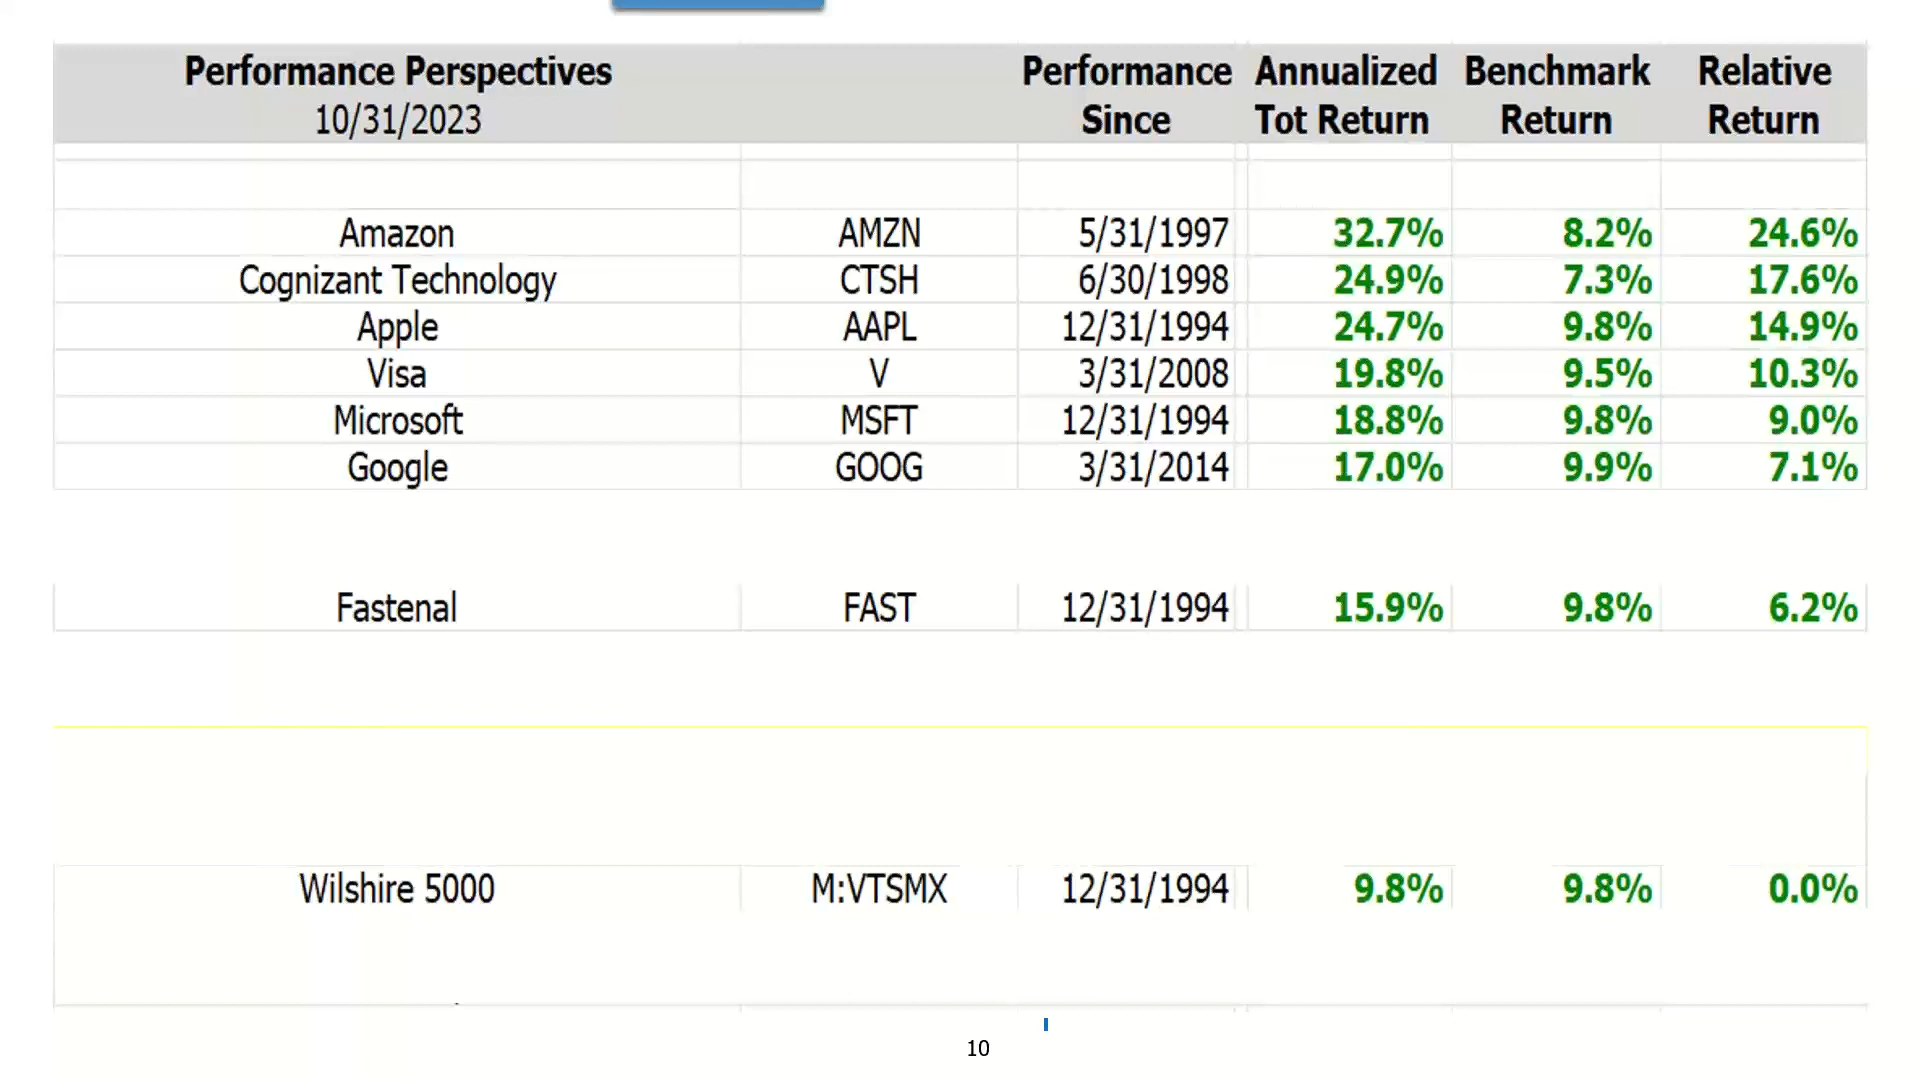 Performance Perspectives Performance Annualized Benchmark Relative
10/31/2023 Since Tot Return Return Return
Amazon AMZN 5/31/1997 32.7% 8.2% 24.6%
Cognizant Technology CTSH 6/30/1998 24.9% 7.3% 17.6%
Apple AAPL 12/31/1994 24.7% 9.8% 14.9%
Visa V 3/31/2008 19.8% 9.5% 10.3%
Microsoft MSFT 12/31/1994 18.8% 9.8% 9.0%
Google GOOG 3/31/2014 17.0% 9.9% 7.1%
Fastenal FAST 12/31/1994 15.9% 9.8% 6.2%
Wilshire 5000 M:VTSMX 12/31/1994 9.8% 9.8% 0.0%
10